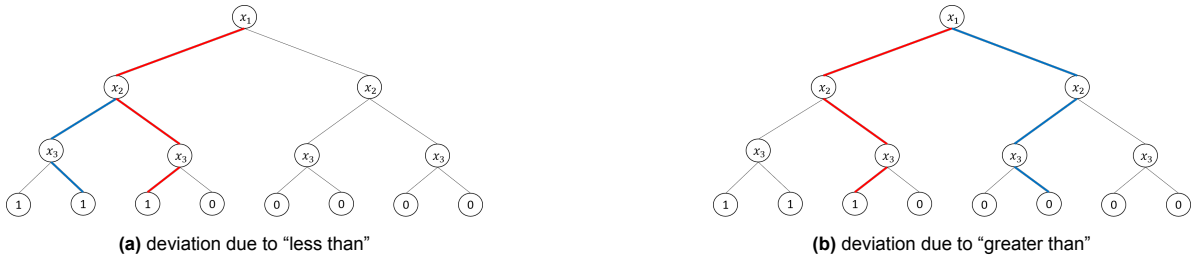 x₁ x₁
x₂ x₂ x₂ x₂
x₃ x₃ x₃ x₃ x₃ x₃ x₃ x₃
1 1 1 0 0 0 0 0 1 1 1 0 0 0 0 0
(a) deviation due to “less than” (b) deviation due to “greater than”